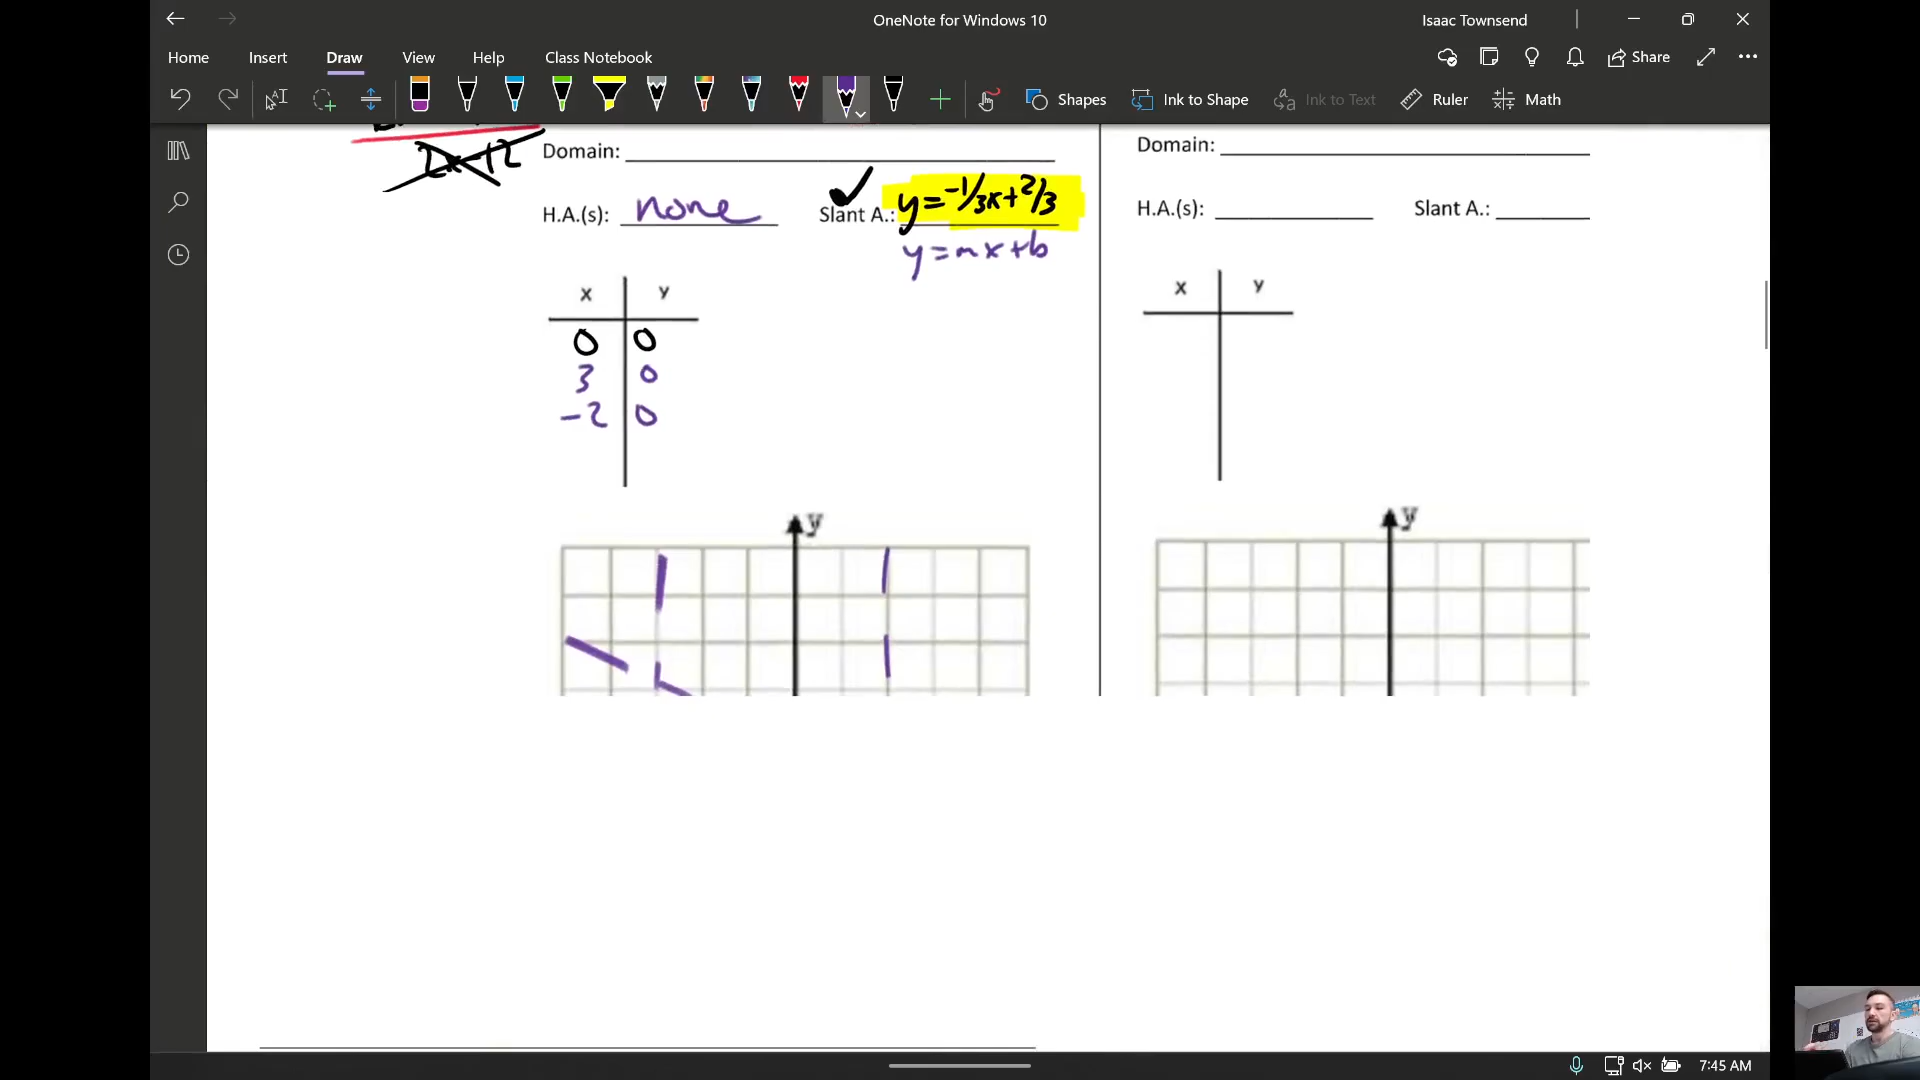 OneNote for Windows 10
Isaac Townsend
Home Insert Draw View Help Class Notebook
Share
Shapes Ink to Shape Ink to Text Ruler Math
2x-12
Domain:
H.A.(s): none
Slant A.: y=-1/3x+2/3
y=mx+b
x y
0 0
3 0
-2 0
y
Domain:
H.A.(s):
Slant A.:
x y
y
7:45 AM